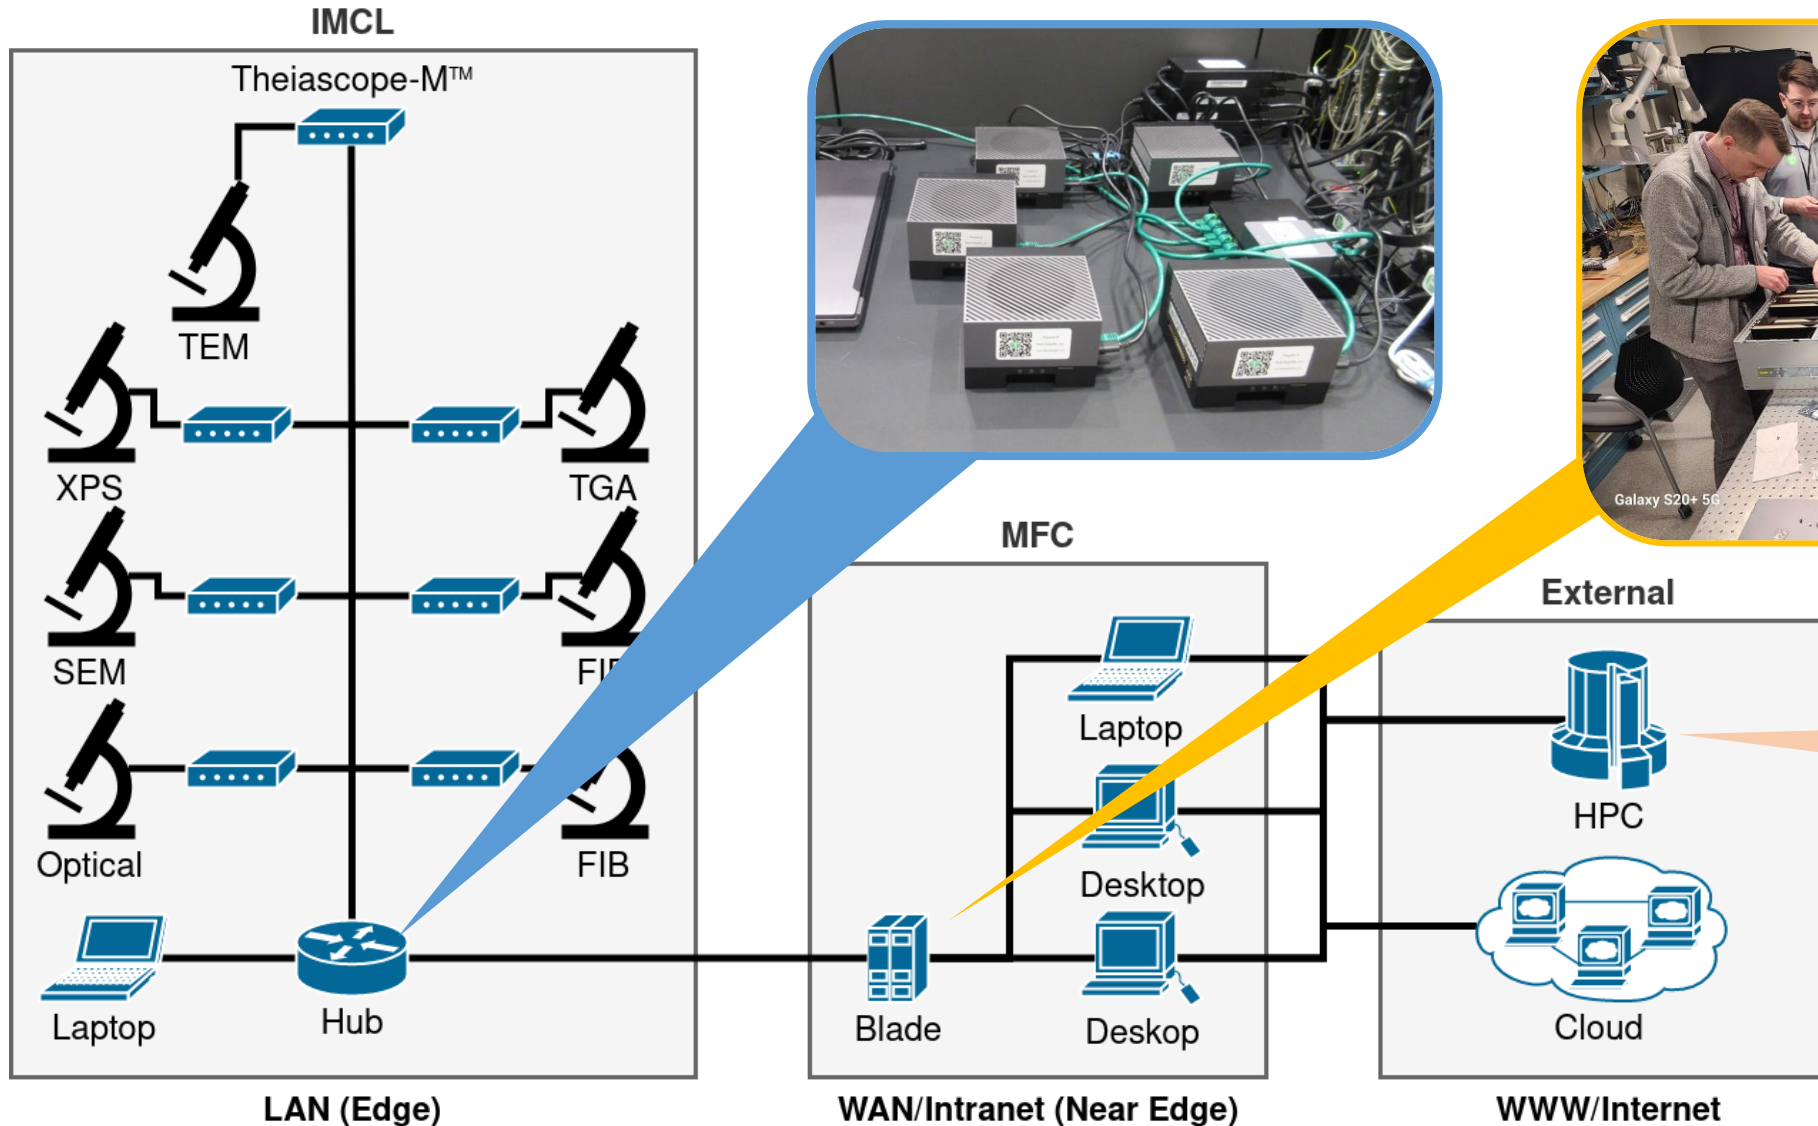 IMCL
Theiascope-M™
TEM
XPS
TGA
SEM
Optical
FIB
Laptop
Hub
LAN (Edge)
MFC
Laptop
Desktop
Blade
Deskop
WAN/Intranet (Near Edge)
Galaxy S20+ 5G
External
HPC
Cloud
WWW/Internet